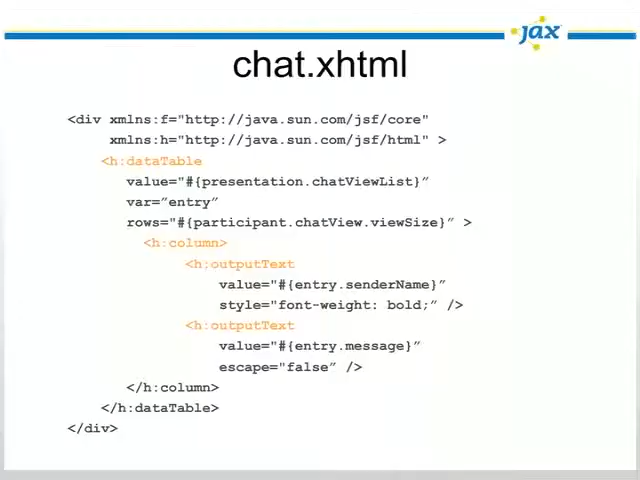 jax
chat.xhtml
<div xmlns:f="http://java.sun.com/jsf/core"
xmlns:h="http://java.sun.com/jsf/html" >
<h:dataTable
value="#{presentation.chatViewList}”
var=”entry”
rows="#{participant.chatView.viewSize}” >
<h:column>
<h:outputText
value="#{entry.senderName}”
style="font-weight: bold;” />
<h:outputText
value="#{entry.message}”
escape="false” />
</h:column>
</h:dataTable>
</div>